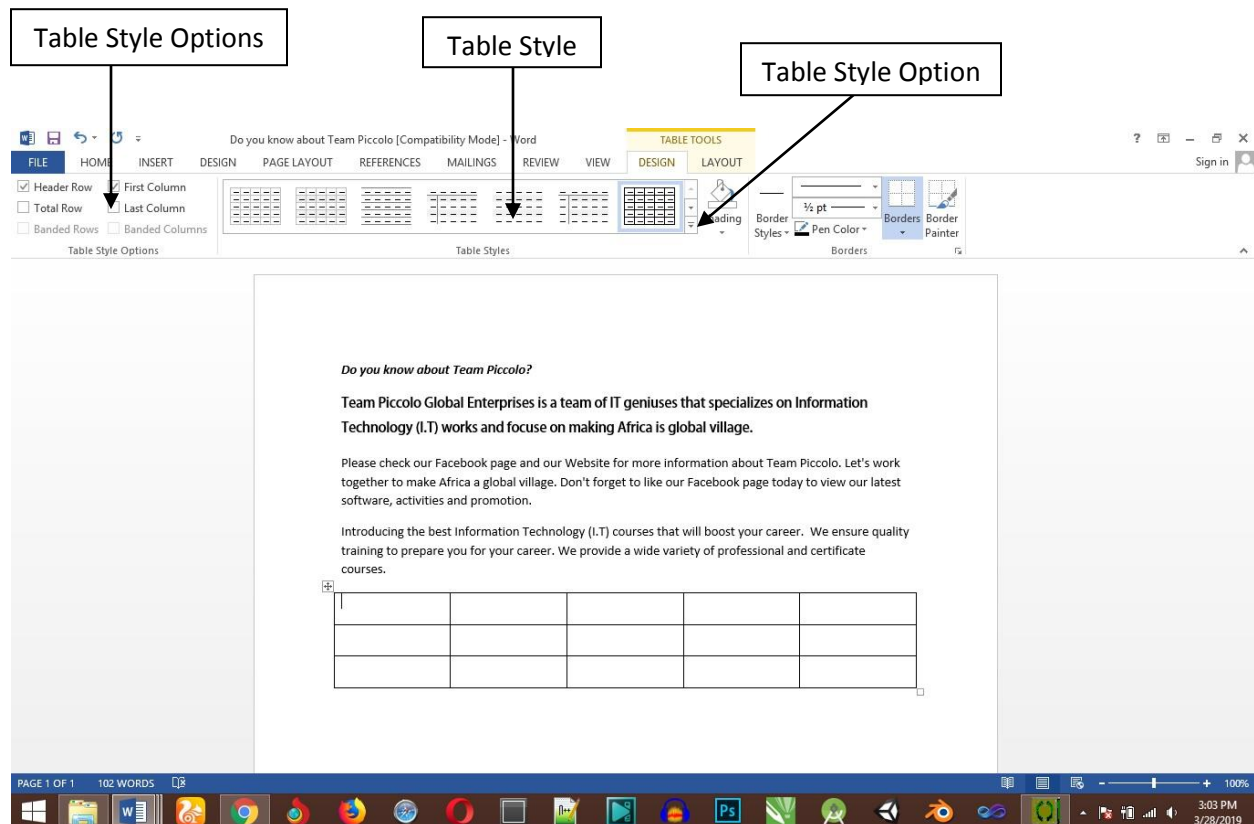 Table Style Options
Table Style
Table Style Option
Do you know about Team Piccolo [Compatibility Mode] - Word
TABLE TOOLS
?
FILE HOME INSERT DESIGN PAGE LAYOUT REFERENCES MAILINGS REVIEW VIEW DESIGN LAYOUT Sign in
Header Row First Column
Total Row Last Column
Banded Rows Banded Columns
Table Style Options
Table Styles
Border
Styles
½ pt
Pen Color
Borders
Border
Painter
Borders
Do you know about Team Piccolo?
Team Piccolo Global Enterprises is a team of IT geniuses that specializes on Information
Technology (I.T) works and focuse on making Africa is global village.
Please check our Facebook page and our Website for more information about Team Piccolo. Let's work
together to make Africa a global village. Don't forget to like our Facebook page today to view our latest
software, activities and promotion.
Introducing the best Information Technology (I.T) courses that will boost your career.  We ensure quality
training to prepare you for your career. We provide a wide variety of professional and certificate
courses.
PAGE 1 OF 1 102 WORDS 100%
Ps
3:03 PM
3/28/2019